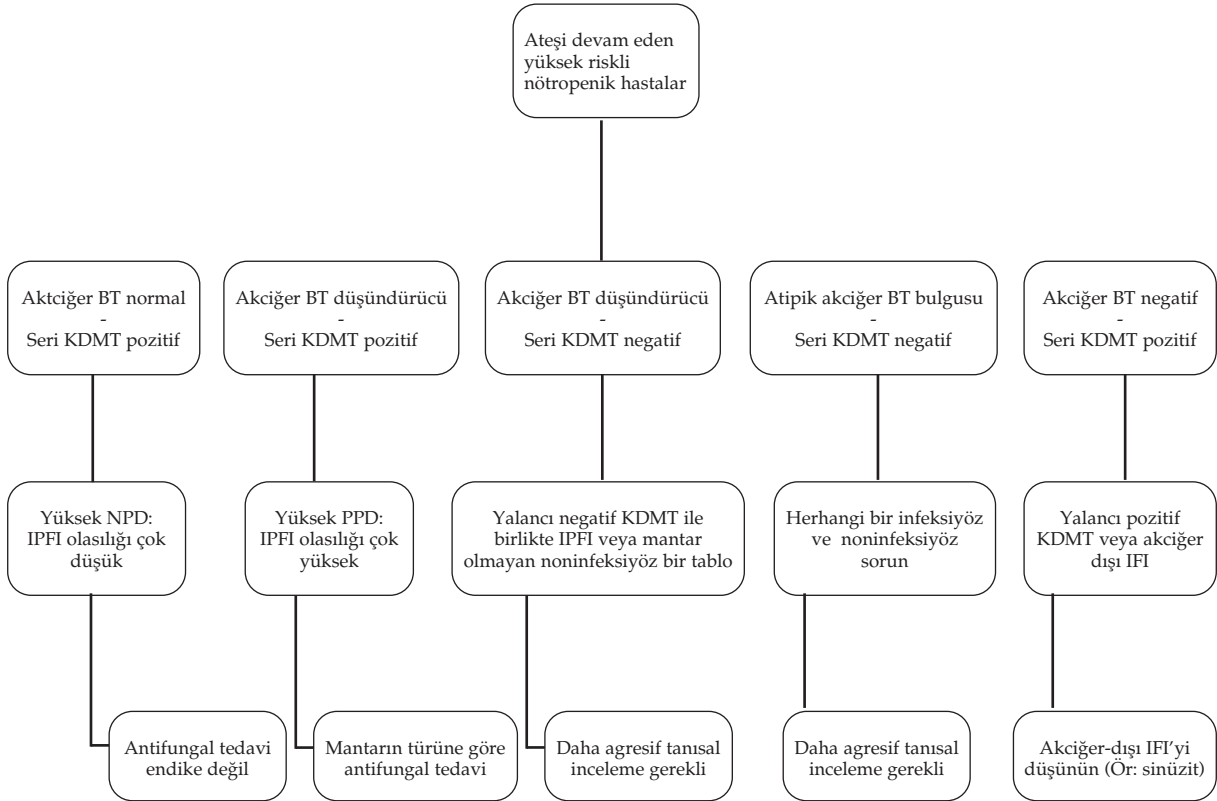 Ateşi devam eden
yüksek riskli
nötropenik hastalar
Aktciğer BT normal
-
Seri KDMT pozitif
Akciğer BT düşündürücü
-
Seri KDMT pozitif
Akciğer BT düşündürücü
-
Seri KDMT negatif
Atipik akciğer BT bulgusu
-
Seri KDMT negatif
Akciğer BT negatif
-
Seri KDMT pozitif
Yüksek NPD:
IPFI olasılığı çok
düşük
Yüksek PPD:
IPFI olasılığı çok
yüksek
Yalancı negatif KDMT ile
birlikte IPFI veya mantar
olmayan noninfeksiyöz bir tablo
Herhangi bir infeksiyöz
ve noninfeksiyöz
sorun
Yalancı pozitif
KDMT veya akciğer
dışı IFI
Antifungal tedavi
endike değil
Mantarın türüne göre
antifungal tedavi
Daha agresif tanısal
inceleme gerekli
Daha agresif tanısal
inceleme gerekli
Akciğer-dışı IFI'yi
düşünün (Ör: sinüzit)